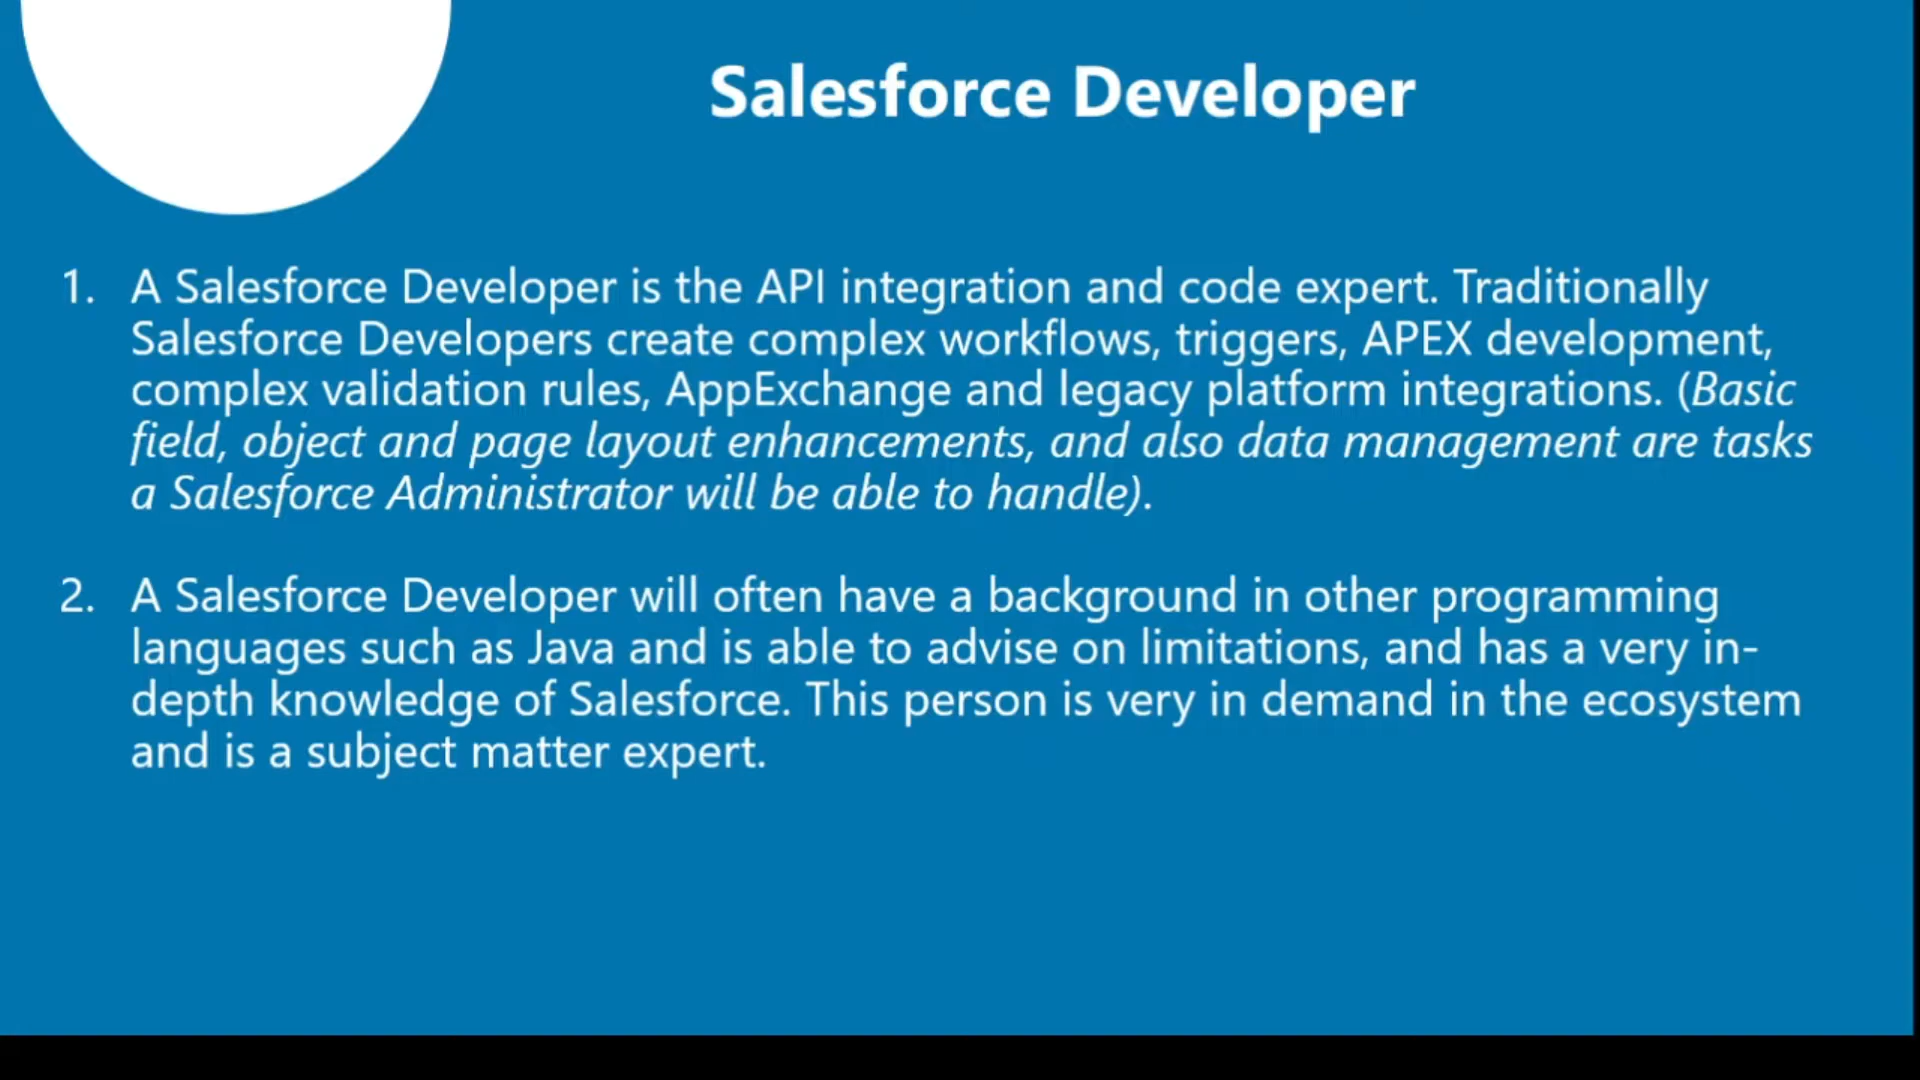 Salesforce Developer
1. A Salesforce Developer is the API integration and code expert. Traditionally
Salesforce Developers create complex workflows, triggers, APEX development,
complex validation rules, AppExchange and legacy platform integrations. (Basic
field, object and page layout enhancements, and also data management are tasks
a Salesforce Administrator will be able to handle).
2. A Salesforce Developer will often have a background in other programming
languages such as Java and is able to advise on limitations, and has a very in-
depth knowledge of Salesforce. This person is very in demand in the ecosystem
and is a subject matter expert.